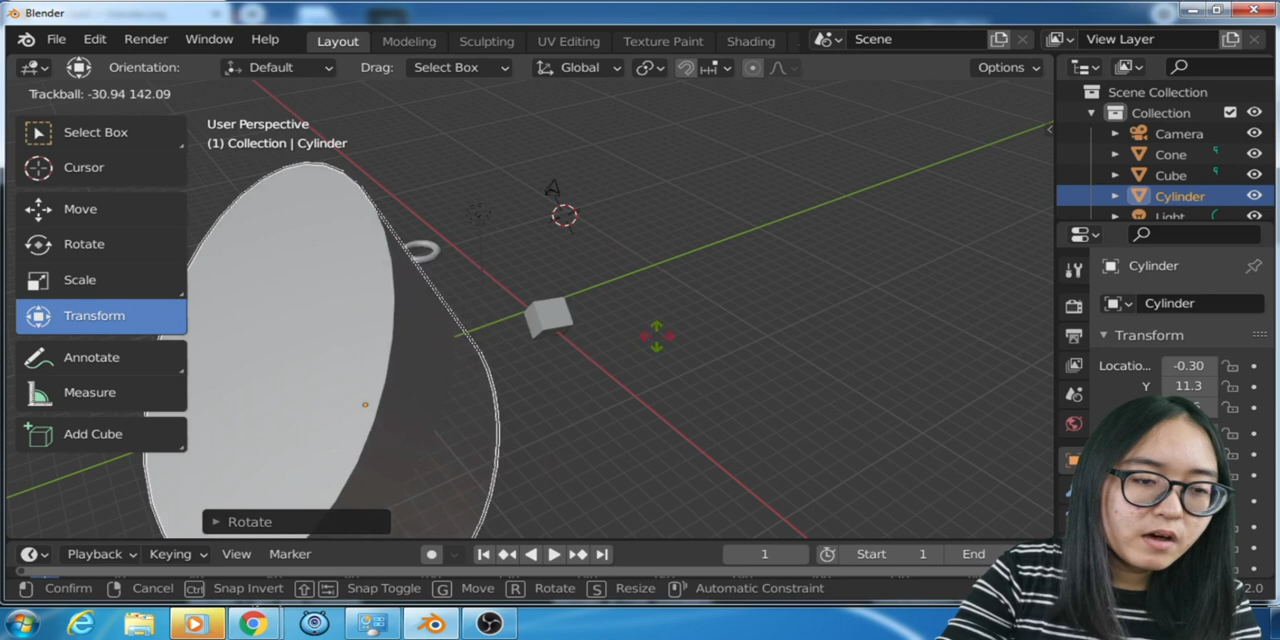 Blender
File Edit Render Window Help Layout Modeling Sculpting UV Editing Texture Paint Shading Scene View Layer
Orientation: Default Drag: Select Box Global Options
Trackball: -30.94 142.09
Scene Collection
Select Box
User Perspective
Collection
(1) Collection | Cylinder
Camera
Cursor
Cone
Cube
Move
Cylinder
Light
Rotate
Cylinder
Scale
Cylinder
Transform
Transform
Annotate
Locatio... -0.30
Y 11.3
Measure
Add Cube
Rotate
Playback Keying View Marker 1 Start 1 End
Confirm Cancel Ctrl Snap Invert Snap Toggle G Move R Rotate S Resize Automatic Constraint